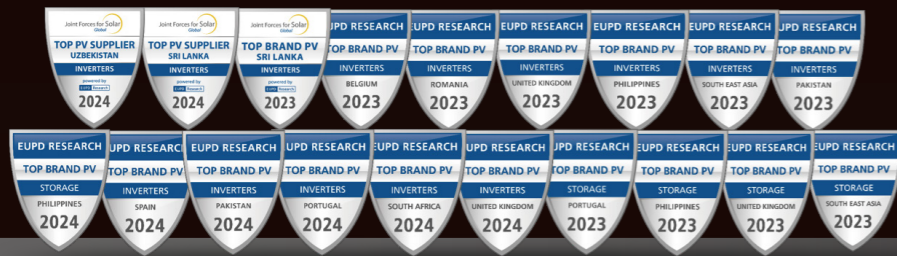 Joint Forces for Solar
Global
TOP PV SUPPLIER
UZBEKISTAN
INVERTERS
powered by
EUPD Research
2024
Joint Forces for Solar
Global
TOP PV SUPPLIER
SRI LANKA
INVERTERS
powered by
EUPD Research
2024
Joint Forces for Solar
Global
TOP BRAND PV
SRI LANKA
INVERTERS
powered by
EUPD Research
2023
EUPD RESEARCH
TOP BRAND PV
INVERTERS
BELGIUM
2023
EUPD RESEARCH
TOP BRAND PV
INVERTERS
ROMANIA
2023
EUPD RESEARCH
TOP BRAND PV
INVERTERS
UNITED KINGDOM
2023
EUPD RESEARCH
TOP BRAND PV
INVERTERS
PHILIPPINES
2023
EUPD RESEARCH
TOP BRAND PV
INVERTERS
SOUTH EAST ASIA
2023
EUPD RESEARCH
TOP BRAND PV
INVERTERS
PAKISTAN
2023
EUPD RESEARCH
TOP BRAND PV
STORAGE
PHILIPPINES
2024
EUPD RESEARCH
TOP BRAND PV
INVERTERS
SPAIN
2024
EUPD RESEARCH
TOP BRAND PV
INVERTERS
PAKISTAN
2024
EUPD RESEARCH
TOP BRAND PV
INVERTERS
PORTUGAL
2024
EUPD RESEARCH
TOP BRAND PV
INVERTERS
SOUTH AFRICA
2024
EUPD RESEARCH
TOP BRAND PV
INVERTERS
UNITED KINGDOM
2024
EUPD RESEARCH
TOP BRAND PV
STORAGE
PORTUGAL
2023
EUPD RESEARCH
TOP BRAND PV
STORAGE
PHILIPPINES
2023
EUPD RESEARCH
TOP BRAND PV
STORAGE
UNITED KINGDOM
2023
EUPD RESEARCH
TOP BRAND PV
STORAGE
SOUTH EAST ASIA
2023